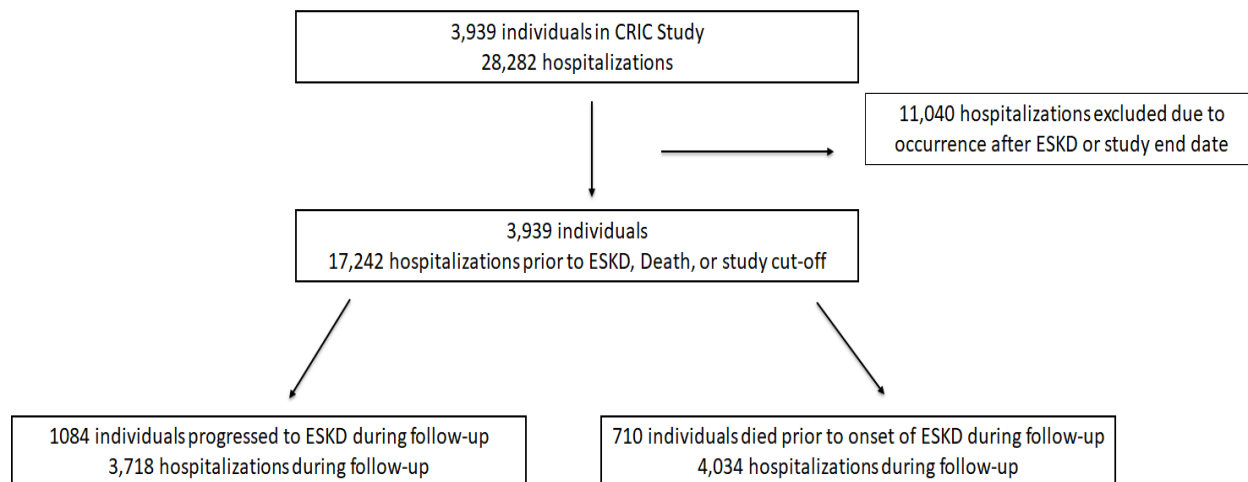 3,939 individuals in CRIC Study
28,282 hospitalizations
11,040 hospitalizations excluded due to
occurrence after ESKD or study end date
3,939 individuals
17,242 hospitalizations prior to ESKD, Death, or study cut-off
1084 individuals progressed to ESKD during follow-up
3,718 hospitalizations during follow-up
710 individuals died prior to onset of ESKD during follow-up
4,034 hospitalizations during follow-up